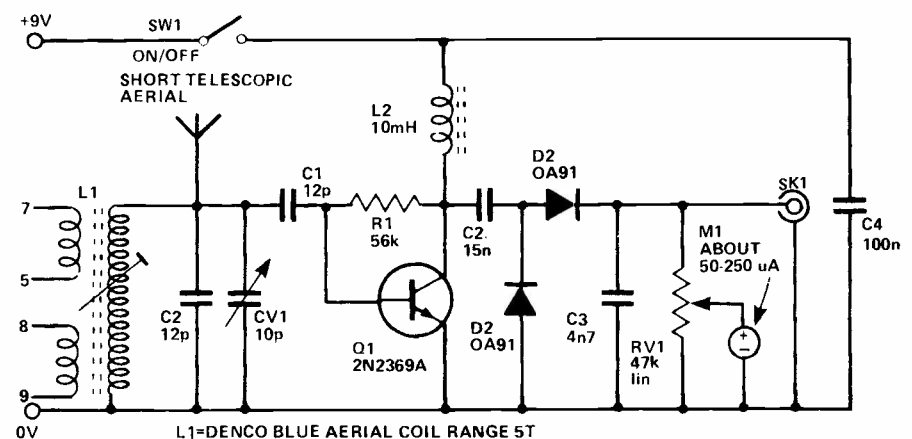 +9V
SW1
ON/OFF
SHORT TELESCOPIC
AERIAL
L2
10mH
C1
12p
D2
OA91
SK1
L1
7
R1
56k
C2.
15n
M1
ABOUT
50-250 uA
C4
100n
5
8
C2
12p
CV1
10p
Q1
2N2369A
D2
OA91
C3
4n7
RV1
47k
lin
+
−
9
0V
L1=DENCO BLUE AERIAL COIL RANGE 5T